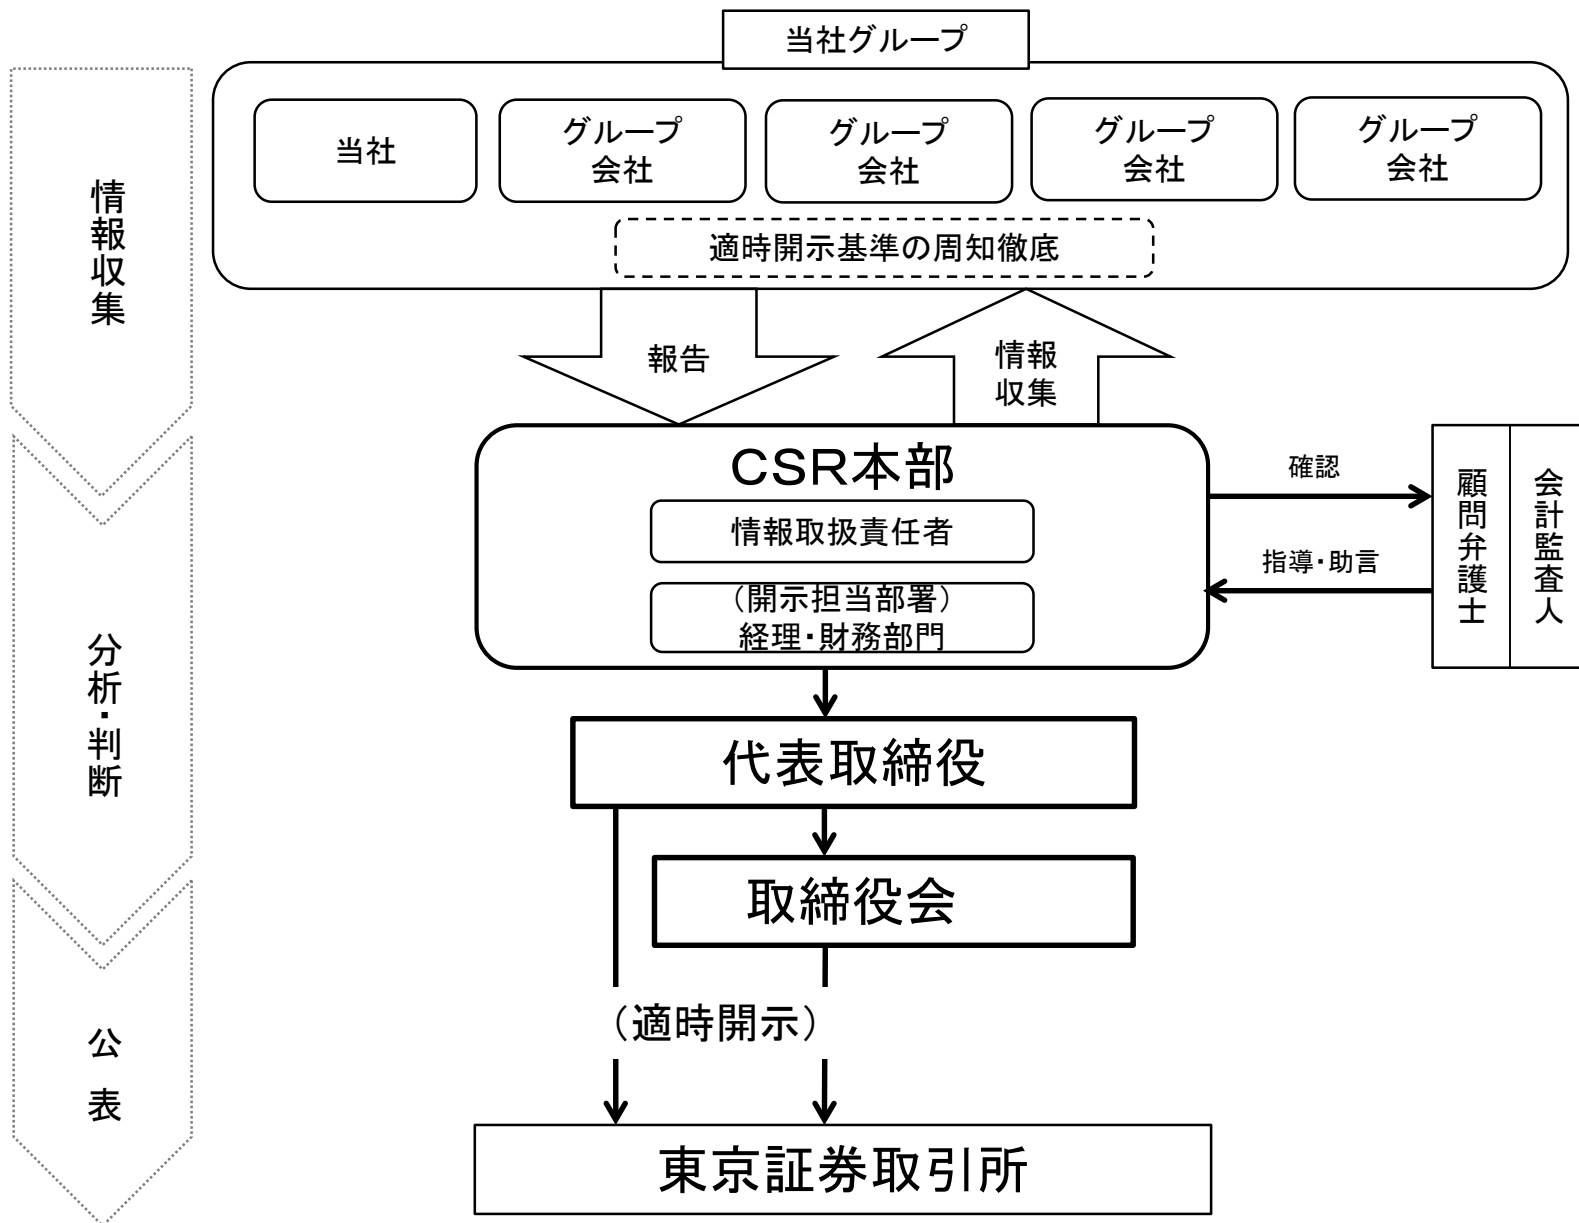 当社グループ
当社
グループ
会社
グループ
会社
グループ
会社
グループ
会社
適時開示基準の周知徹底
情報収集
報告
情報
収集
CSR本部
情報取扱責任者
（開示担当部署）
経理・財務部門
確認
指導・助言
顧問弁護士
会計監査人
分析・判断
代表取締役
取締役会
（適時開示）
公表
東京証券取引所